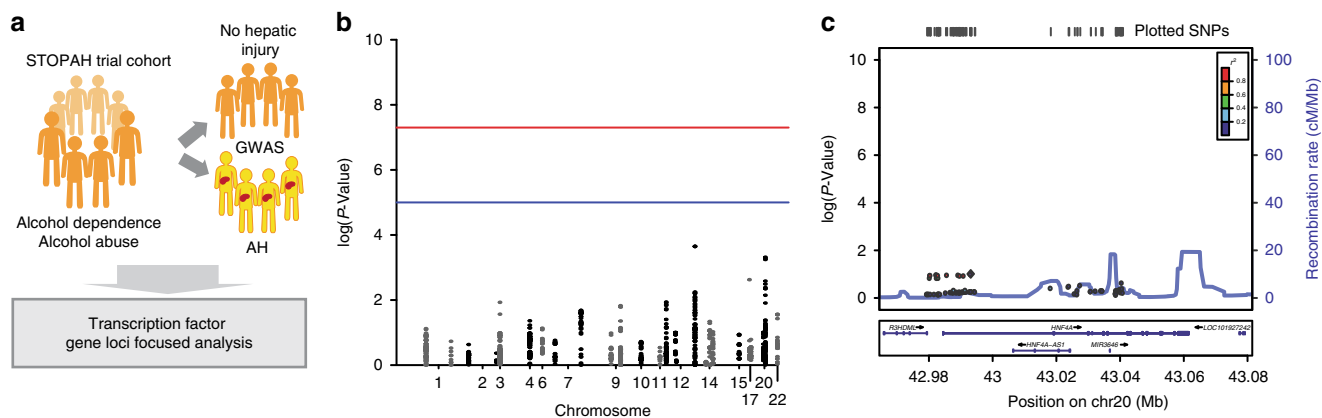 a
STOPAH trial cohort
No hepatic
injury
GWAS
Alcohol dependence
Alcohol abuse
AH
Transcription factor
gene loci focused analysis
b
10
8
6
4
2
0
log(P-Value)
1 2 3 4 6 7 9 10 11 12 14 15 20
17 22
Chromosome
c
Plotted SNPs
10
8
6
4
2
0
log(P-Value)
r²
0.8
0.6
0.4
0.2
100
80
60
40
20
0
Recombination rate (cM/Mb)
R3HDML
HNF4A
LOC101927242
HNF4A-AS1
MIR3646
42.98 43 43.02 43.04 43.06 43.08
Position on chr20 (Mb)